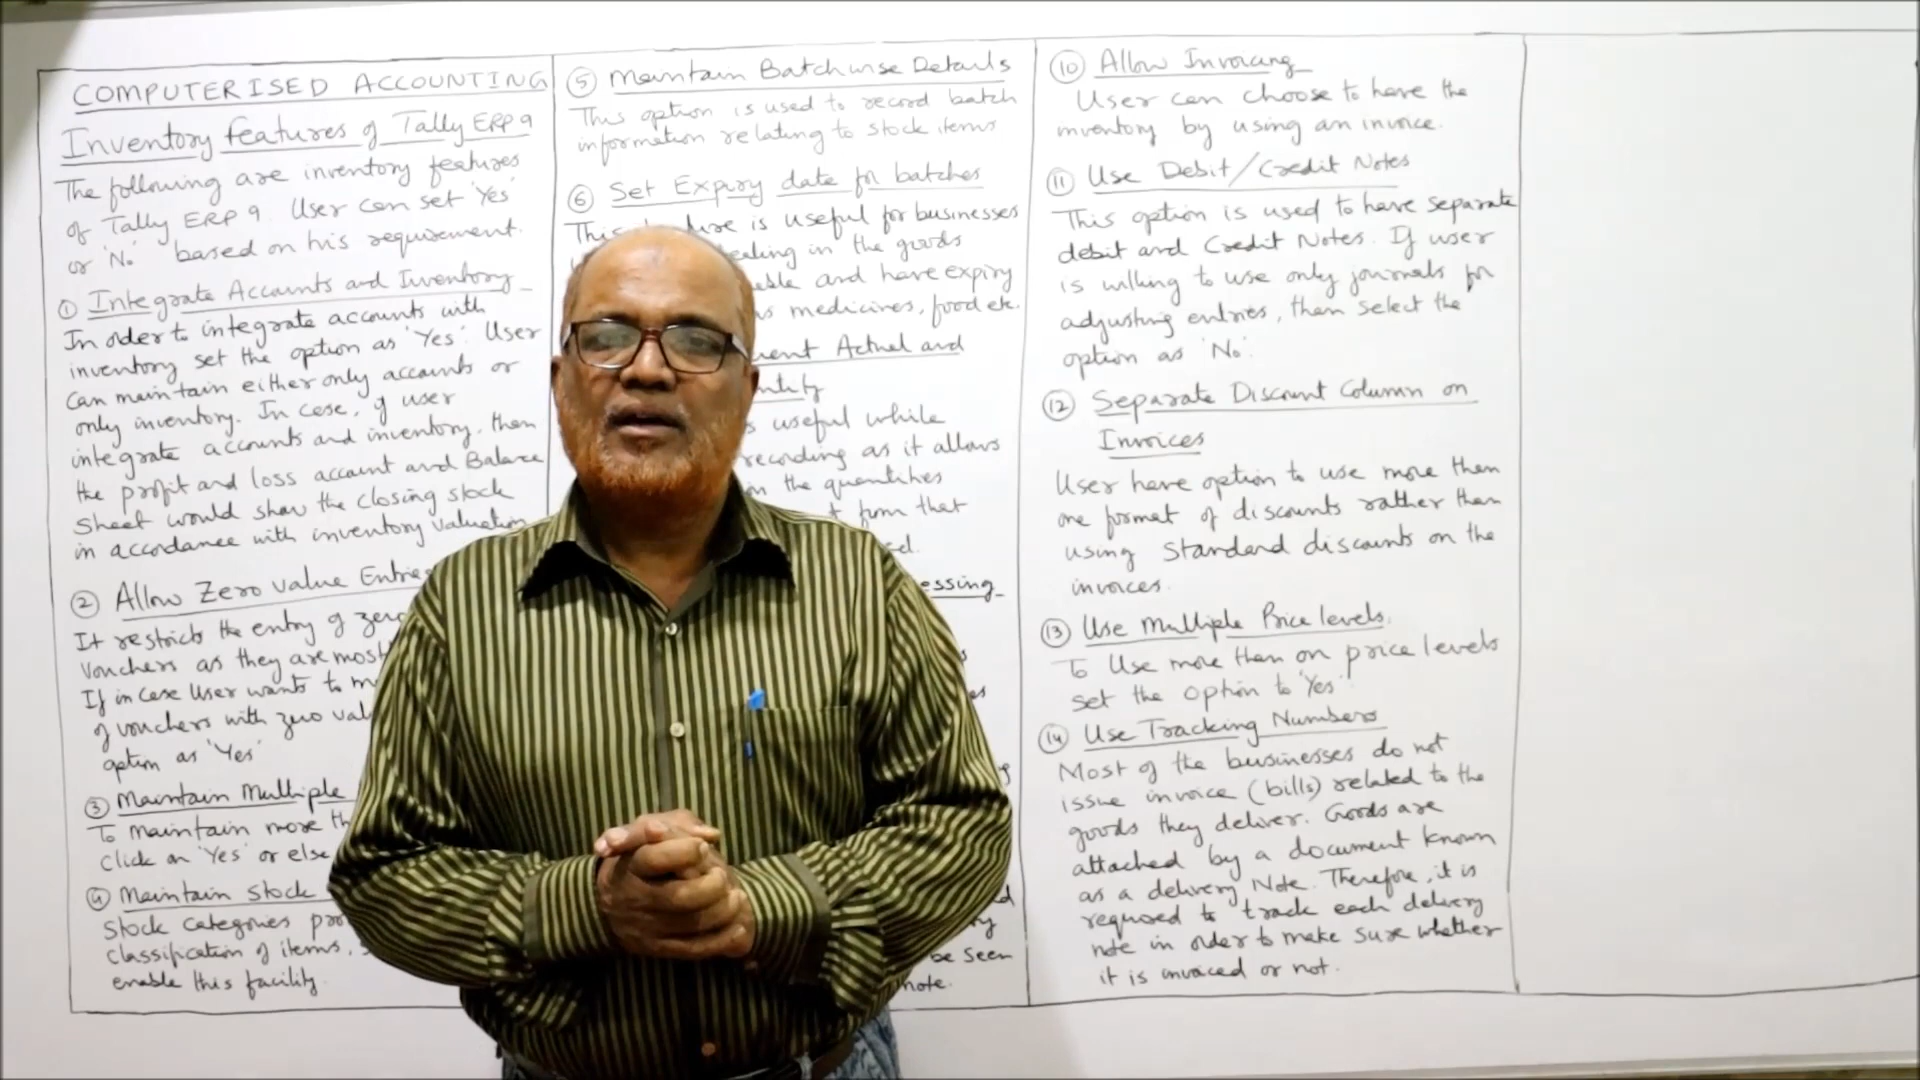 COMPUTERISED ACCOUNTING
Inventory features of Tally ERP 9
The following are inventory features
of Tally ERP 9. User can set 'Yes'
or 'No' based on his requirement.
① Integrate Accounts and Inventory
In order to integrate accounts with
inventory set the option as 'Yes'. User
can maintain either only accounts or
only inventory. In case, if user
integrate accounts and inventory, then
the profit and loss account and Balance
Sheet would show the closing stock
in accordance with inventory valuation
② Allow Zero value Entrie
It restricts the entry of zero
vouchers as they are most
If in case User wants to m
of vouchers with zero val
option as 'Yes'
③ Maintain Multiple
To maintain more th
click on 'Yes' or else
④ Maintain Stock
Stock categories pro
classification of items,
enable this facility.
⑤ Maintain Batchwise Details
This option is used to record batch
information relating to stock items
⑥ Set Expiry date for batches
This is useful for businesses
ealing in the goods
able and have expiry
as medicines, food etc.
Actual and
useful while
recording as it allows
on the quantities
from that
essing
be seen
note.
⑩ Allow Invoicing
User can choose to have the
inventory by using an invoice.
⑪ Use Debit/Credit Notes
This option is used to have separate
debit and Credit Notes. If user
is willing to use only journals for
adjusting entries, then select the
option as 'No'.
⑫ Separate Discount Column on
Invoices
User have option to use more than
one format of discounts rather than
using Standard discounts on the
invoices.
⑬ Use Multiple Price levels.
To Use more than on price levels
set the option to 'Yes'.
⑭ Use Tracking Numbers
Most of the businesses do not
issue invoice (bills) related to the
goods they deliver. Goods are
attached by a document known
as a delivery Note. Therefore, it is
required to track each delivery
note in order to make sure whether
it is invoiced or not.